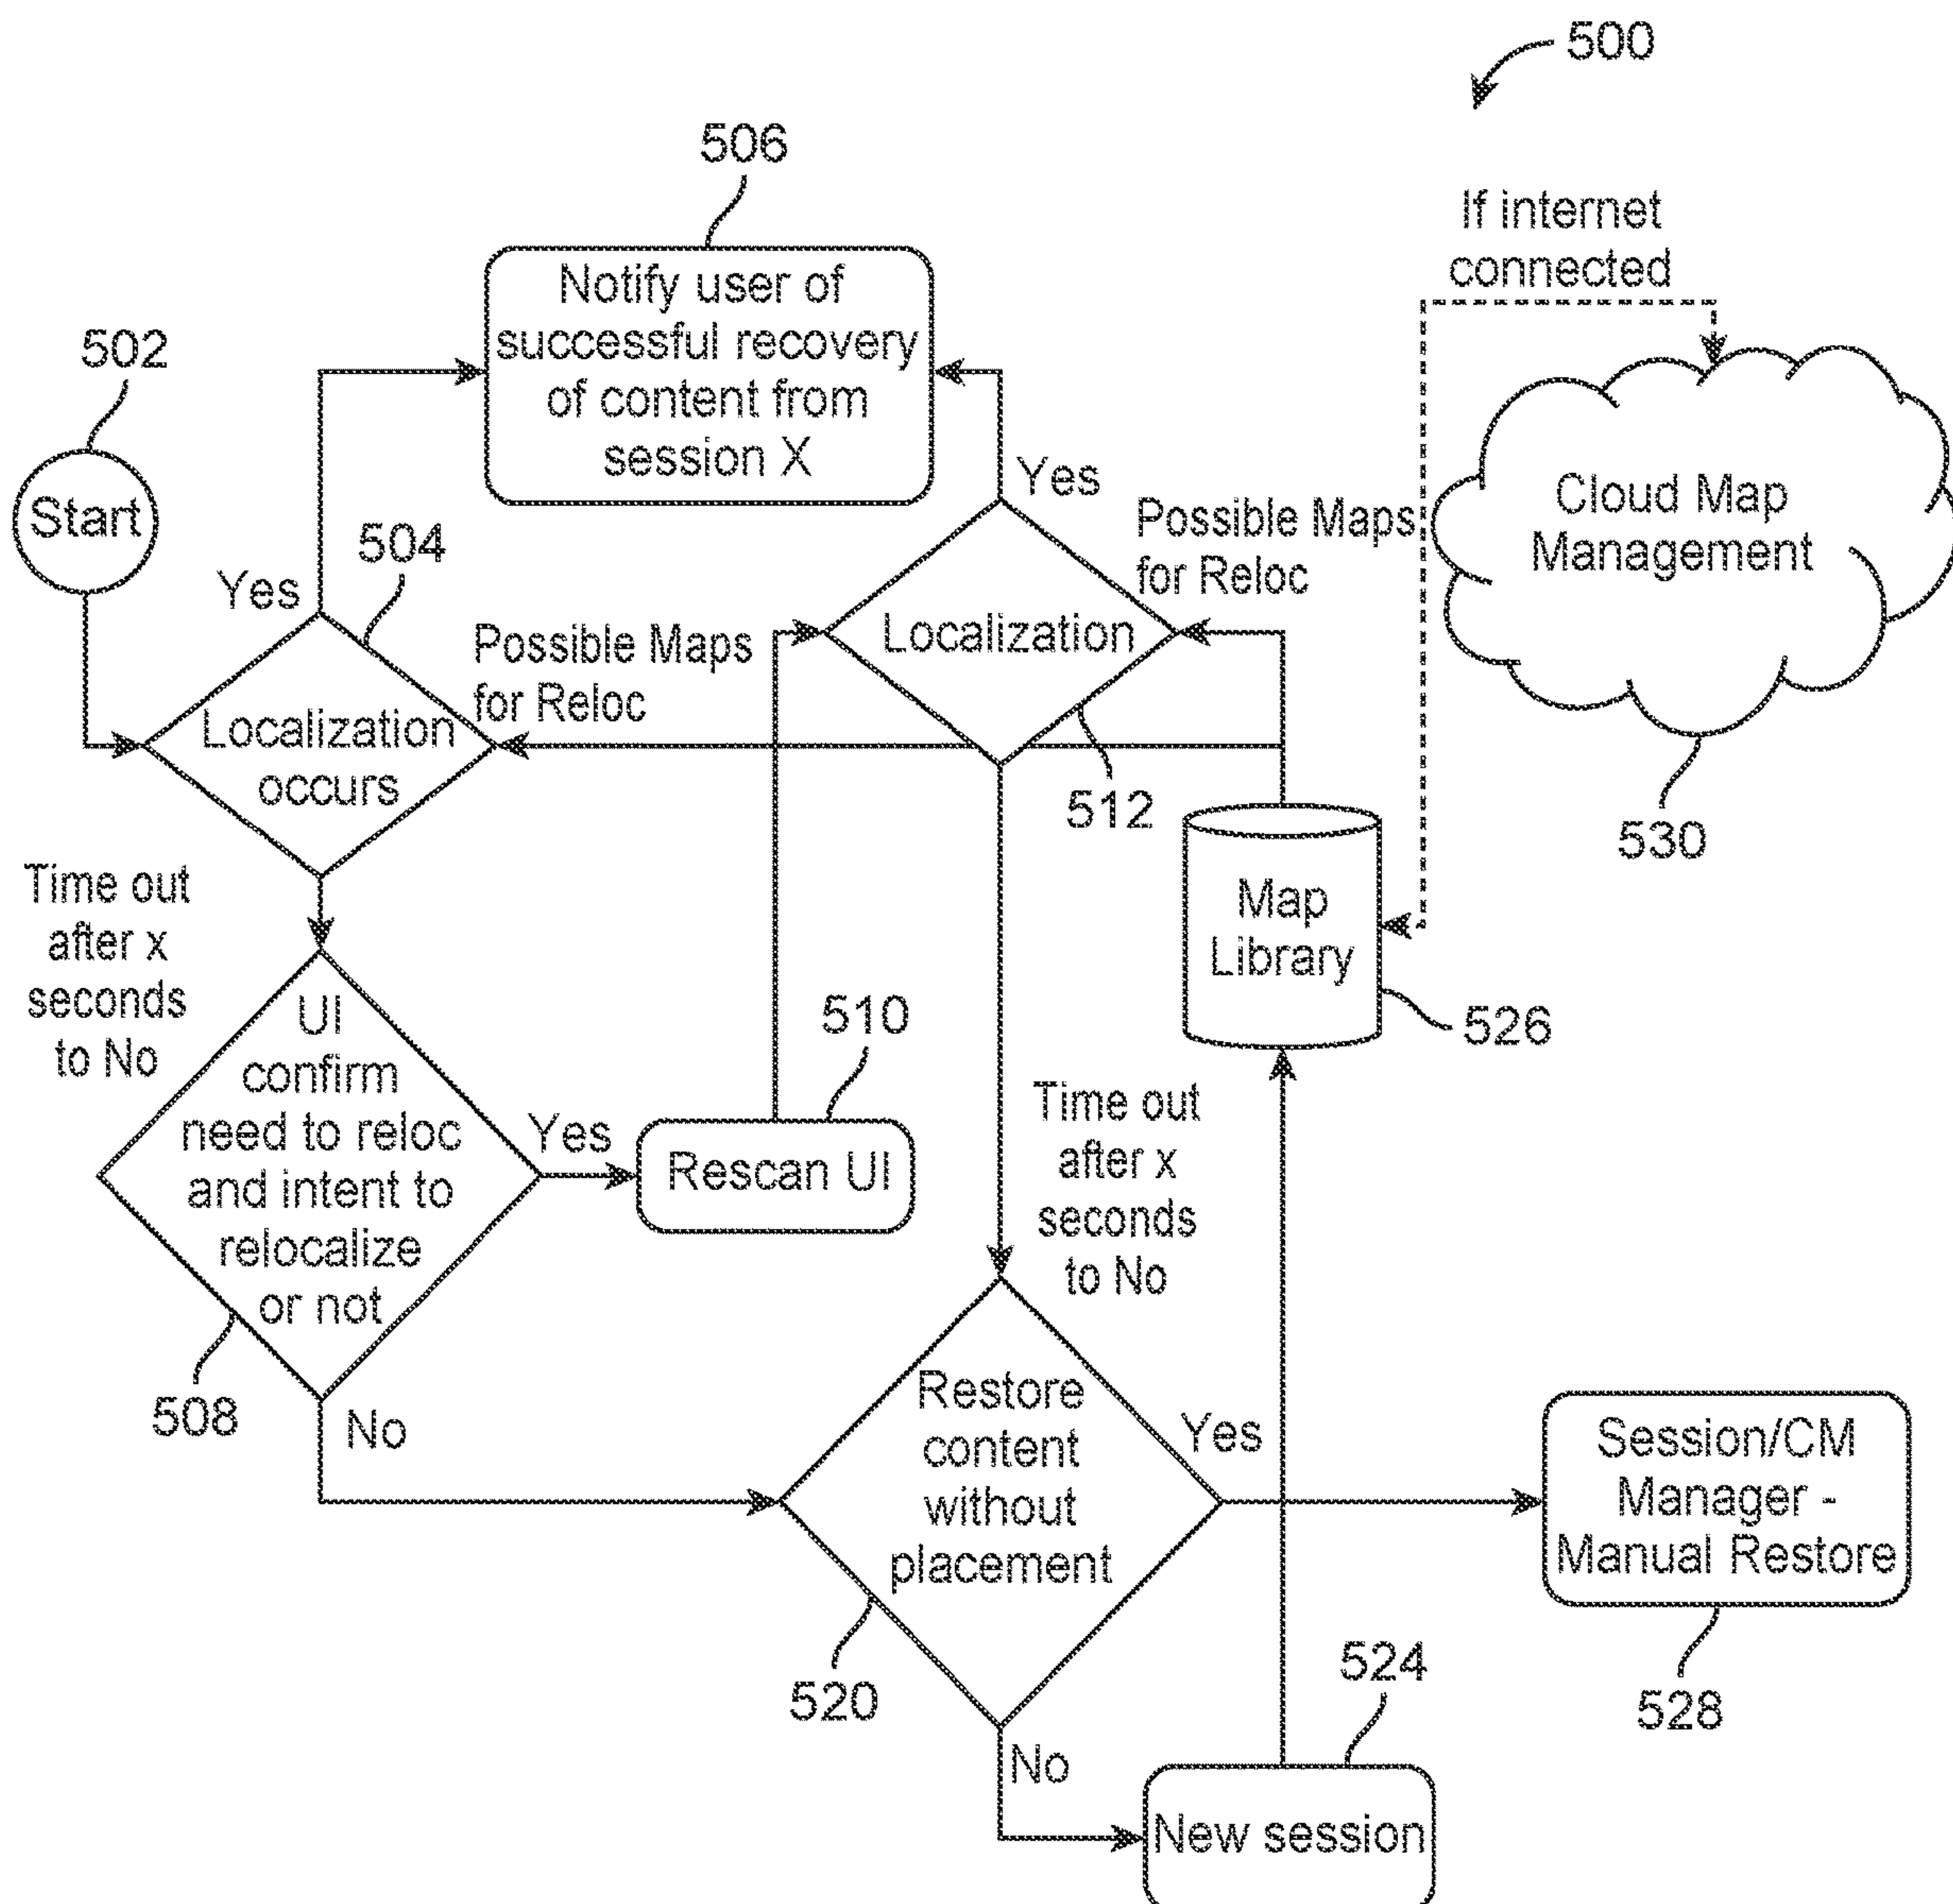 500
506
If internet
connected
Notify user of
successful recovery
of content from
session X
502
Start
Yes
504
Yes
Possible Maps
for Reloc
Cloud Map
Management
Localization
Possible Maps
for Reloc
Localization
occurs
512
530
Time out
after x
seconds
to No
Map
Library
526
UI
confirm
need to reloc
and intent to
relocalize
or not
508
Yes
510
Rescan UI
Time out
after x
seconds
to No
No
Restore
content
without
placement
520
Yes
Session/CM
Manager -
Manual Restore
528
No
524
New session